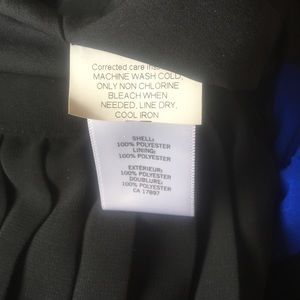 Corrected care
MACHINE WASH COLD,
ONLY NON CHLORINE
BLEACH WHEN
NEEDED, LINE DRY,
COOL IRON
SHELL:
100% POLYESTER
LINING:
100% POLYESTER
EXTÉRIEUR:
100% POLYESTER
DOUBLURE:
100% POLYESTER
CA 17897